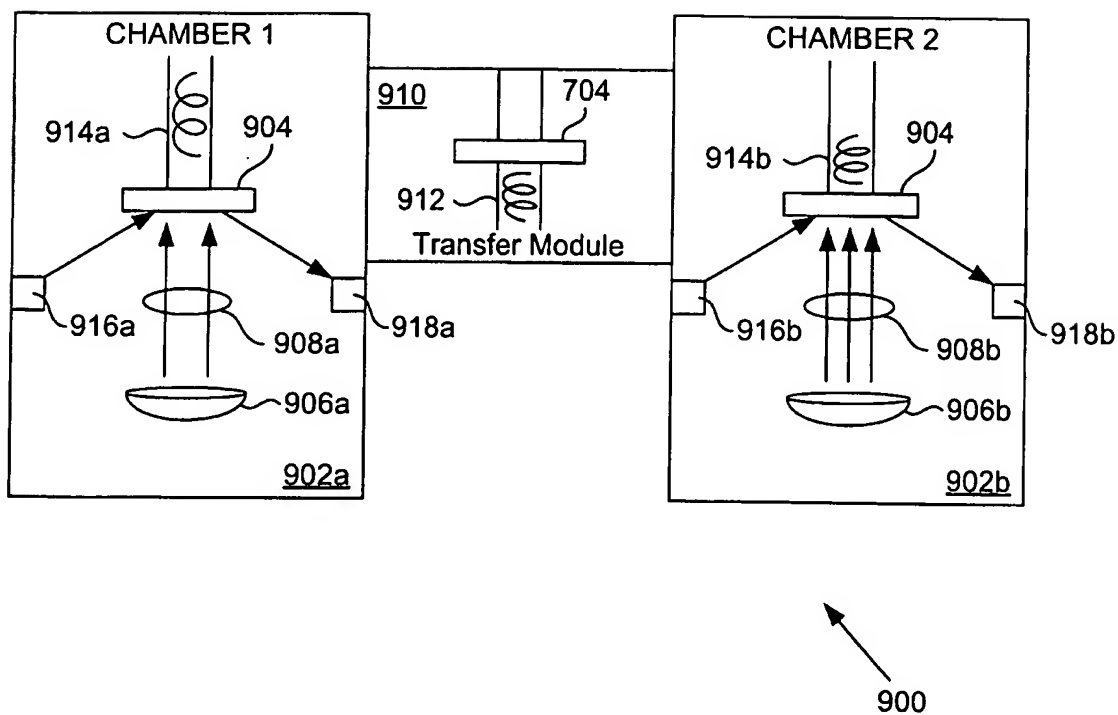 CHAMBER 1
914a
904
916a
918a
908a
906a
902a
910
704
912
Transfer Module
CHAMBER 2
914b
904
916b
918b
908b
906b
902b
900